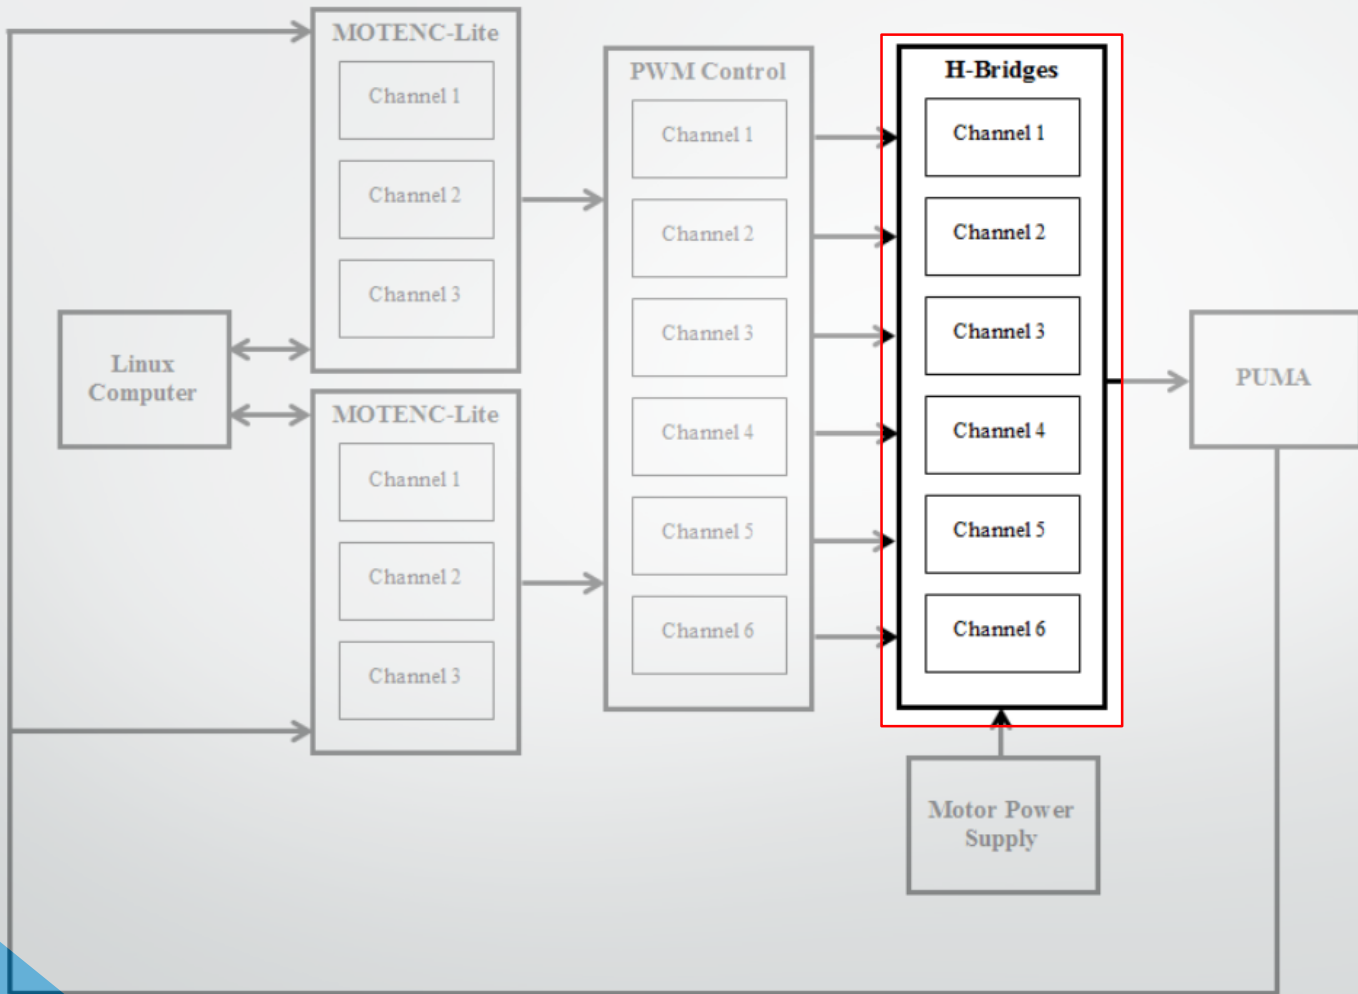 MOTENC-Lite
Channel 1
Channel 2
Channel 3
Linux
Computer
MOTENC-Lite
Channel 1
Channel 2
Channel 3
PWM Control
Channel 1
Channel 2
Channel 3
Channel 4
Channel 5
Channel 6
H-Bridges
Channel 1
Channel 2
Channel 3
Channel 4
Channel 5
Channel 6
Motor Power
Supply
PUMA